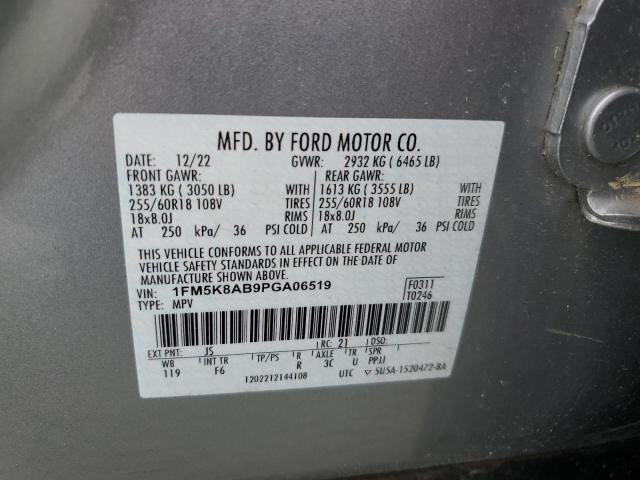 MFD. BY FORD MOTOR CO.
DATE: 12/22 GVWR: 2932 KG ( 6465 LB)
FRONT GAWR: REAR GAWR:
1383 KG ( 3050 LB) WITH 1613 KG ( 3555 LB) WITH
255/60R18 108V TIRES 255/60R18 108V TIRES
18x8.0J RIMS 18x8.0J RIMS
AT 250 kPa/ 36 PSI COLD AT 250 kPa/ 36 PSI COLD
THIS VEHICLE CONFORMS TO ALL APPLICABLE FEDERAL MOTOR
VEHICLE SAFETY STANDARDS IN EFFECT ON THE DATE OF
MANUFACTURE SHOWN ABOVE.
VIN: 1FM5K8AB9PGA06519 F0311
TYPE: MPV T0246
EXT PNT: JS RC: 21 DSO:
WB INT TR TP/PS R AXLE TR SPR
119 F6 R 3C U PPJJ
1202212144108 UTC ▽ 5U5A-1520472-BA